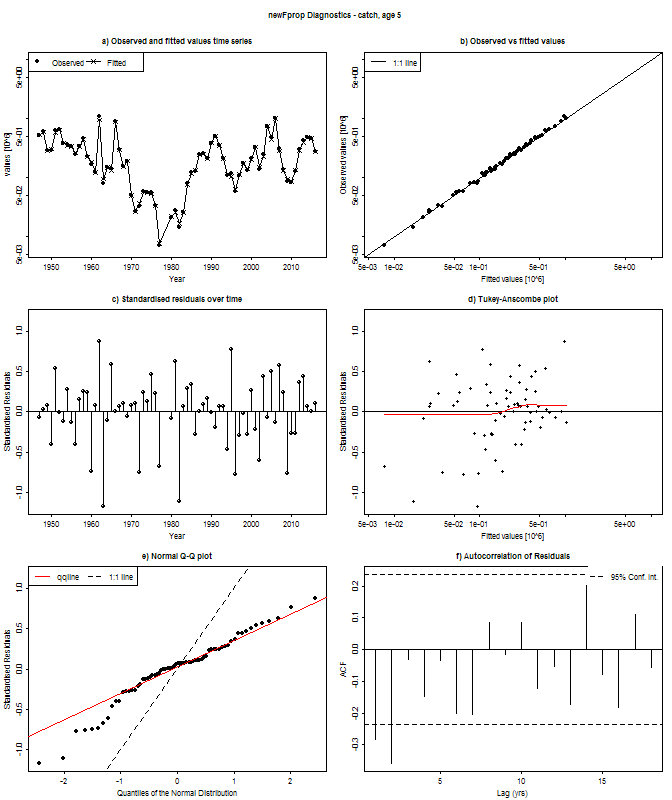 newFprop Diagnostics - catch, age 5
a) Observed and fitted values time series
Observed Fitted
values [10^6]
5e-03 5e-02 5e-01 5e+00
1950 1960 1970 1980 1990 2000 2010
Year
b) Observed vs fitted values
1:1 line
Observed values [10^6]
5e-03 5e-02 5e-01 5e+00
5e-03 1e-02 5e-02 1e-01 5e-01 5e+00
Fitted values [10^6]
c) Standardised residuals over time
Standardised Residuals
-1.0 -0.5 0.0 0.5 1.0
1950 1960 1970 1980 1990 2000 2010
Year
d) Tukey-Anscombe plot
Standardised Residuals
-1.0 -0.5 0.0 0.5 1.0
5e-03 1e-02 5e-02 1e-01 5e-01 5e+00
Fitted values [10^6]
e) Normal Q-Q plot
qqline 1:1 line
Standardised Residuals
-1.0 -0.5 0.0 0.5 1.0
-2 -1 0 1 2
Quantiles of the Normal Distribution
f) Autocorrelation of Residuals
95% Conf. Int.
ACF
-0.3 -0.2 -0.1 0.0 0.1 0.2
5 10 15
Lag (yrs)